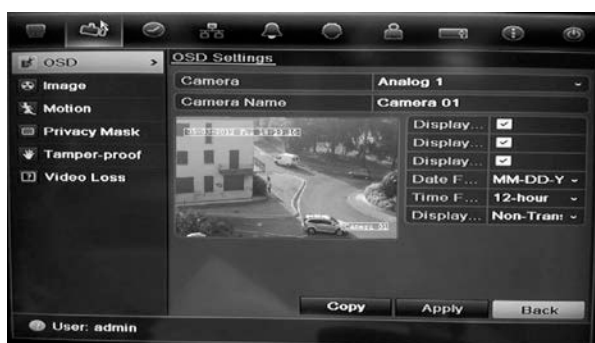 OSD
Image
Motion
Privacy Mask
Tamper-proof
Video Loss
OSD Settings
Camera Analog 1
Camera Name Camera 01
Display...
Display...
Display...
Date F... MM-DD-Y
Time F... 12-hour
Display... Non-Tran:
Camera 01
Copy Apply Back
User: admin